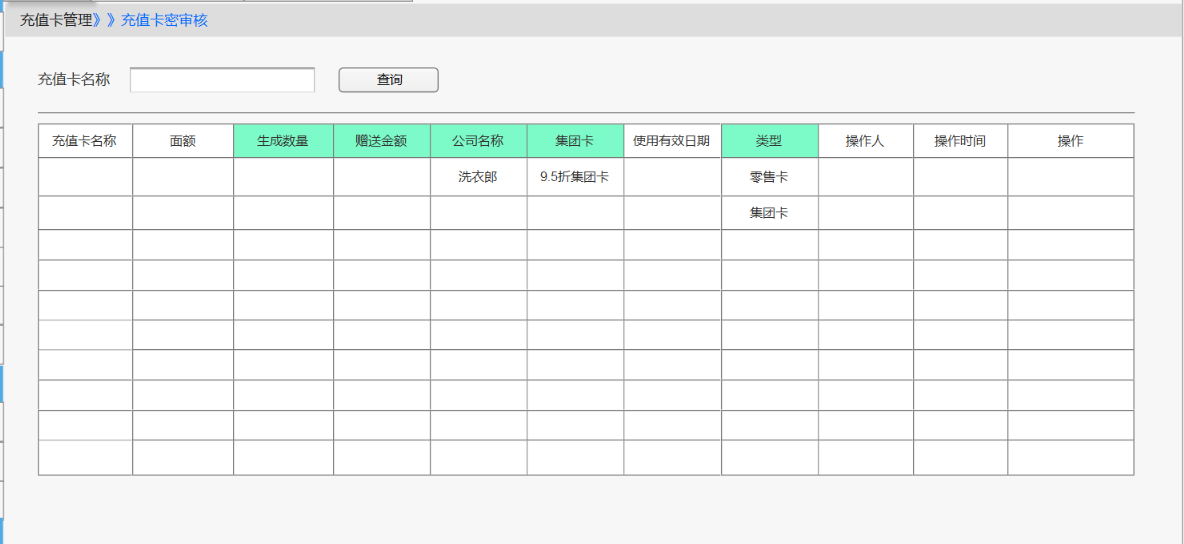 充值卡管理》》充值卡密审核
充值卡名称 查询
充值卡名称 面额 生成数量 赠送金额 公司名称 集团卡 使用有效日期 类型 操作人 操作时间 操作
洗衣郎 9.5折集团卡 零售卡
集团卡